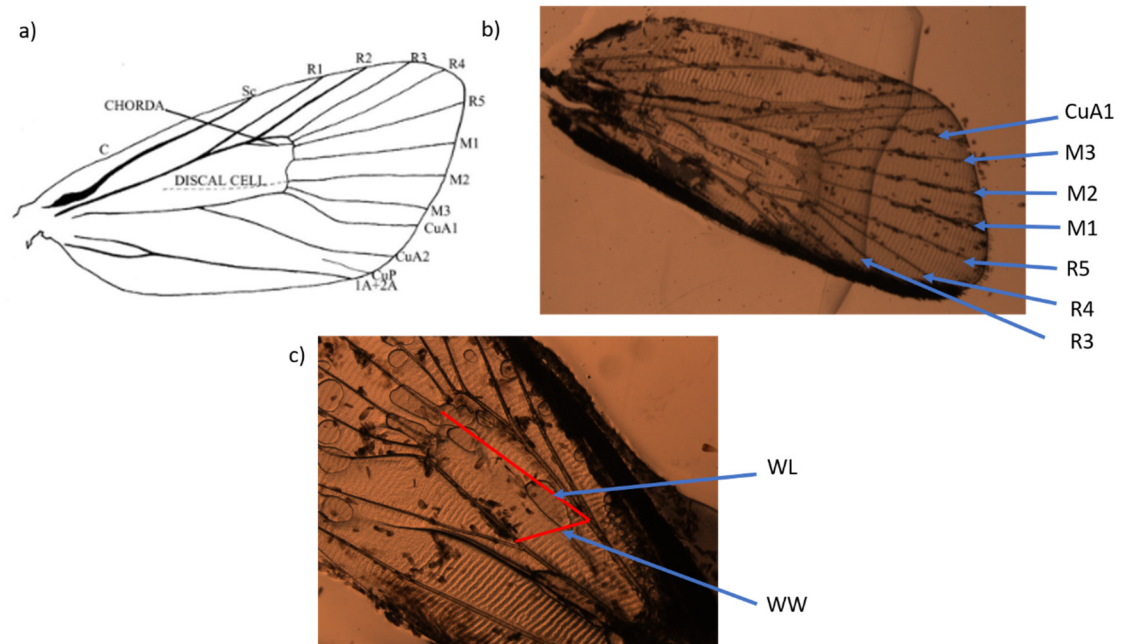 a)
R1
R2
R3
R4
R5
Sc
CHORDA
C
M1
DISCAL CELL
M2
M3
CuA1
CuA2
CuP
1A+2A
b)
CuA1
M3
M2
M1
R5
R4
R3
c)
WL
WW